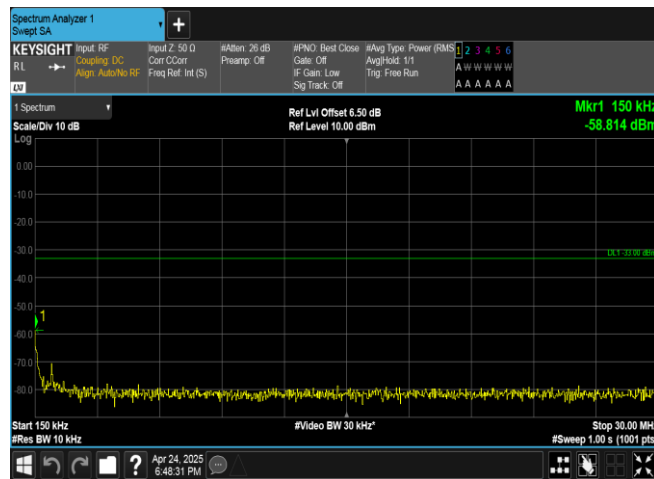 Spectrum Analyzer 1
Swept SA
+
KEYSIGHT Input: RF Input Z: 50 Ω #Atten: 26 dB #PNO: Best Close #Avg Type: Power (RMS 1 2 3 4 5 6
RL Coupling: DC Corr CCorr Preamp: Off Gate: Off Avg|Hold: 1/1 A W W W W W
Align: Auto/No RF Freq Ref: Int (S) IF Gain: Low Trig: Free Run
LXI Sig Track: Off A A A A A A
1 Spectrum Ref Lvl Offset 6.50 dB Mkr1 150 kHz
Scale/Div 10 dB Ref Level 10.00 dBm -58.814 dBm
Log
0.00
-10.0
-20.0
-30.0 DL1 -33.00 dBm
-40.0
-50.0
1
-60.0
-70.0
-80.0
Start 150 kHz #Video BW 30 kHz* Stop 30.00 MH
#Res BW 10 kHz #Sweep 1.00 s (1001 pts
? Apr 24, 2025
6:48:31 PM